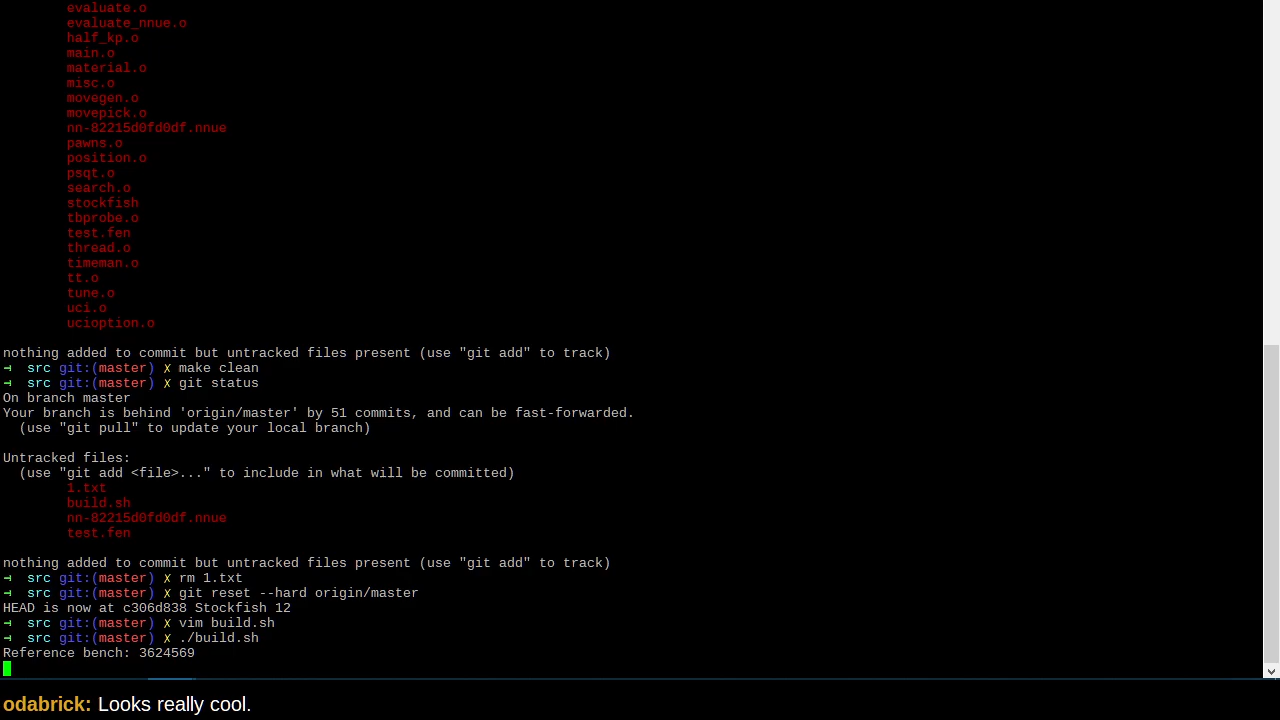 evaluate.o
evaluate_nnue.o
half_kp.o
main.o
material.o
misc.o
movegen.o
movepick.o
nn-82215d0fd0df.nnue
pawns.o
position.o
psqt.o
search.o
stockfish
tbprobe.o
test.fen
thread.o
timeman.o
tt.o
tune.o
uci.o
ucioption.o
nothing added to commit but untracked files present (use "git add" to track)
→ src git:(master) ✗ make clean
→ src git:(master) ✗ git status
On branch master
Your branch is behind 'origin/master' by 51 commits, and can be fast-forwarded.
(use "git pull" to update your local branch)
Untracked files:
(use "git add <file>..." to include in what will be committed)
1.txt
build.sh
nn-82215d0fd0df.nnue
test.fen
nothing added to commit but untracked files present (use "git add" to track)
→ src git:(master) ✗ rm 1.txt
→ src git:(master) ✗ git reset --hard origin/master
HEAD is now at c306d838 Stockfish 12
→ src git:(master) ✗ vim build.sh
→ src git:(master) ✗ ./build.sh
Reference bench: 3624569
odabrick: Looks really cool.